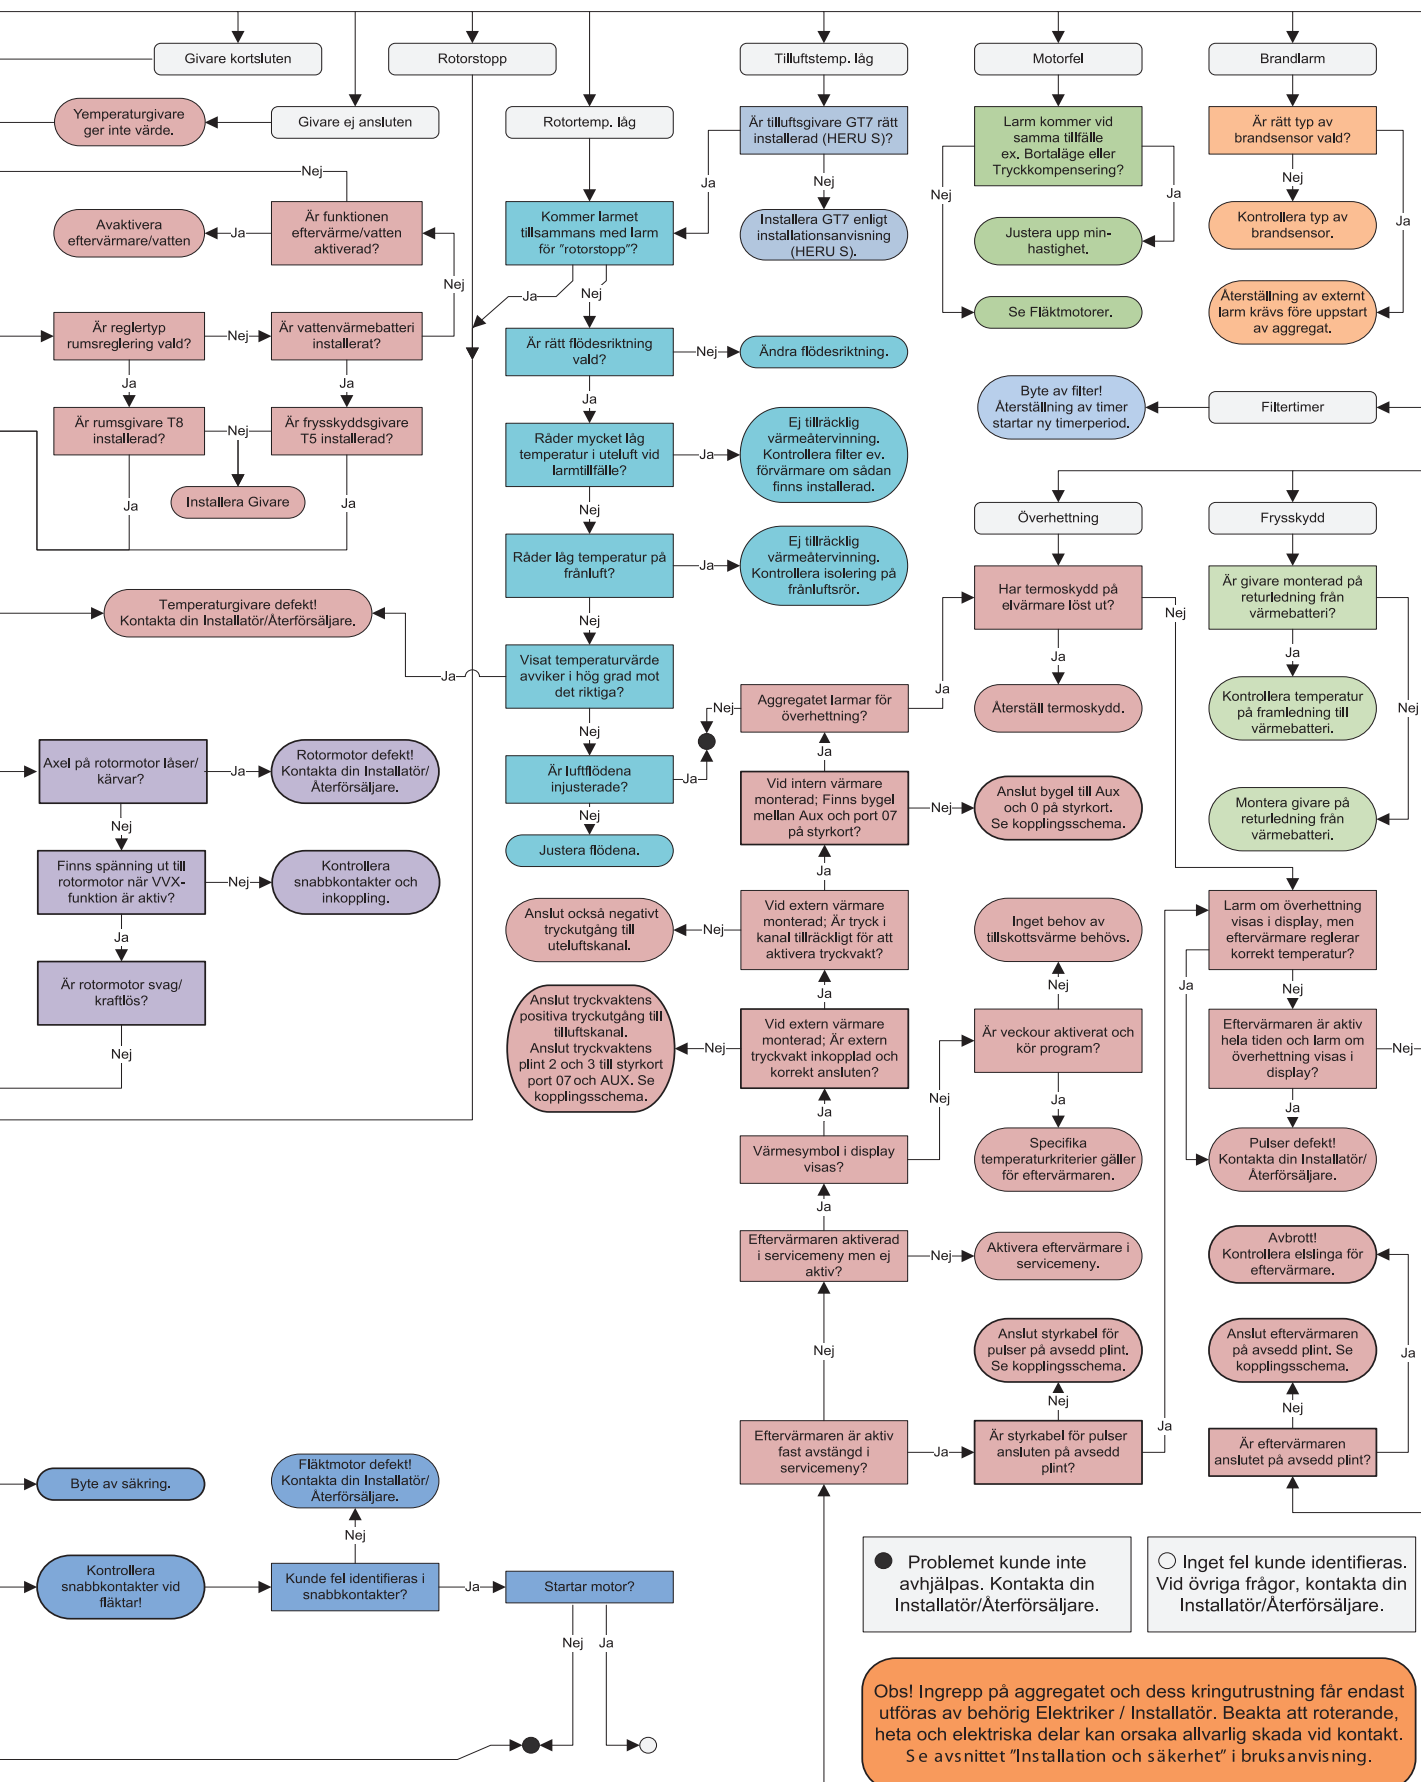 Givare kortsluten
Rotorstopp
Tilluftstemp. låg
Motorfel
Brandlarm
Yemperaturgivare
ger inte värde.
Givare ej ansluten
Rotortemp. låg
Är tilluftsgivare GT7 rätt
installerad (HERU S)?
Larm kommer vid
samma tillfälle
ex. Bortaläge eller
Tryckkompensering?
Är rätt typ av
brandsensor vald?
Nej
Ja
Nej
Nej
Ja
Nej
Ja
Avaktivera
eftervärmare/vatten
Ja
Är funktionen
eftervärme/vatten
aktiverad?
Kommer larmet
tillsammans med larm
för ”rotorstopp”?
Installera GT7 enligt
installationsanvisning
(HERU S).
Justera upp min-
hastighet.
Kontrollera typ av
brandsensor.
Nej
Ja
Nej
Se Fläktmotorer.
Återställning av externt
larm krävs före uppstart
av aggregat.
Är reglertyp
rumsreglering vald?
Nej
Är vattenvärmebatteri
installerat?
Är rätt flödesriktning
vald?
Nej
Ändra flödesriktning.
Ja
Ja
Ja
Byte av filter!
Återställning av timer
startar ny timerperiod.
Filtertimer
Är rumsgivare T8
installerad?
Nej
Är frysskyddsgivare
T5 installerad?
Råder mycket låg
temperatur i uteluft vid
larmtillfälle?
Ja
Ej tillräcklig
värmeåtervinning.
Kontrollera filter ev.
förvärmare om sådan
finns installerad.
Ja
Installera Givare
Ja
Nej
Överhettning
Frysskydd
Råder låg temperatur på
frånluft?
Ja
Ej tillräcklig
värmeåtervinning.
Kontrollera isolering på
frånluftsrör.
Har termoskydd på
elvärmare löst ut?
Nej
Är givare monterad på
returledning från
värmebatteri?
Temperaturgivare defekt!
Kontakta din Installatör/Återförsäljare.
Nej
Ja
Ja
Visat temperaturvärde
avviker i hög grad mot
det riktiga?
Ja
Nej
Aggregatet larmar för
överhettning?
Ja
Återställ termoskydd.
Kontrollera temperatur
på framledning till
värmebatteri.
Nej
Nej
Ja
Axel på rotormotor låser/
kärvar?
Ja
Rotormotor defekt!
Kontakta din Installatör/
Återförsäljare.
Är luftflödena
injusterade?
Ja
Vid intern värmare
monterad; Finns bygel
mellan Aux och port 07
på styrkort?
Nej
Anslut bygel till Aux
och 0 på styrkort.
Se kopplingsschema.
Montera givare på
returledning från
värmebatteri.
Nej
Nej
Justera flödena.
Ja
Finns spänning ut till
rotormotor när VVX-
funktion är aktiv?
Nej
Kontrollera
snabbkontakter och
inkoppling.
Anslut också negativt
tryckutgång till
uteluftskanal.
Nej
Vid extern värmare
monterad; Är tryck i
kanal tillräckligt för att
aktivera tryckvakt?
Inget behov av
tillskottsvärme behövs.
Larm om överhettning
visas i display, men
eftervärmare reglerar
korrekt temperatur?
Ja
Ja
Nej
Ja
Nej
Är rotormotor svag/
kraftlös?
Anslut tryckvaktens
positiva tryckutgång till
tilluftskanal.
Anslut tryckvaktens
plint 2 och 3 till styrkort
port 07 och AUX. Se
kopplingsschema.
Nej
Vid extern värmare
monterad; Är extern
tryckvakt inkopplad och
korrekt ansluten?
Är veckour aktiverat och
kör program?
Eftervärmaren är aktiv
hela tiden och larm om
överhettning visas i
display?
Nej
Nej
Ja
Nej
Ja
Ja
Värmesymbol i display
visas?
Specifika
temperaturkriterier gäller
för eftervärmaren.
Pulser defekt!
Kontakta din Installatör/
Återförsäljare.
Ja
Eftervärmaren aktiverad
i servicemeny men ej
aktiv?
Nej
Aktivera eftervärmare i
servicemeny.
Avbrott!
Kontrollera elslinga för
eftervärmare.
Nej
Anslut styrkabel för
pulser på avsedd plint.
Se kopplingsschema.
Anslut eftervärmaren
på avsedd plint. Se
kopplingsschema.
Ja
Nej
Nej
Eftervärmaren är aktiv
fast avstängd i
servicemeny?
Ja
Är styrkabel för pulser
ansluten på avsedd
plint?
Ja
Är eftervärmaren
anslutet på avsedd plint?
Byte av säkring.
Fläktmotor defekt!
Kontakta din Installatör/
Återförsäljare.
Nej
Kontrollera
snabbkontakter vid
fläktar!
Kunde fel identifieras i
snabbkontakter?
Ja
Startar motor?
Nej
Ja
Problemet kunde inte
avhjälpas. Kontakta din
Installatör/Återförsäljare.
Inget fel kunde identifieras.
Vid övriga frågor, kontakta din
Installatör/Återförsäljare.
Obs! Ingrepp på aggregatet och dess kringutrustning får endast
utföras av behörig Elektriker / Installatör. Beakta att roterande,
heta och elektriska delar kan orsaka allvarlig skada vid kontakt.
Se avsnittet ”Installation och säkerhet” i bruksanvisning.